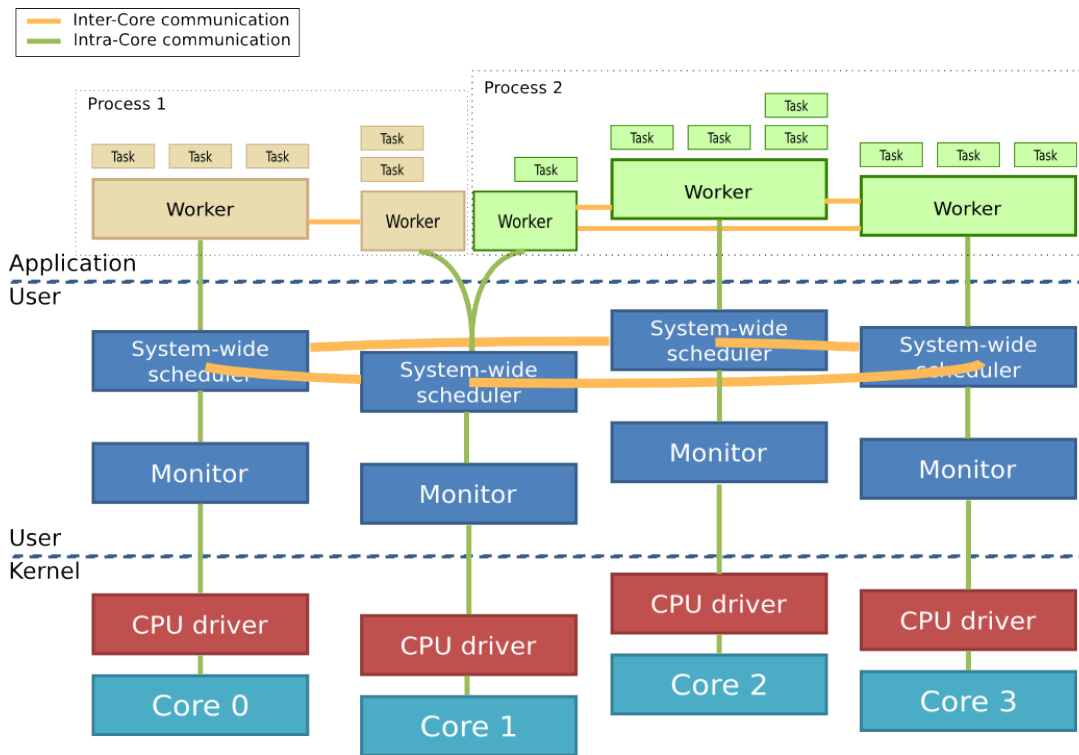 Inter-Core communication
Intra-Core communication
Process 1
Process 2
Task
Task
Task
Worker
Task
Task
Worker
Task
Worker
Task
Task
Task
Task
Worker
Task
Task
Task
Worker
Application
User
System-wide
scheduler
System-wide
scheduler
System-wide
scheduler
System-wide
scheduler
Monitor
Monitor
Monitor
Monitor
User
Kernel
CPU driver
CPU driver
CPU driver
CPU driver
Core 0
Core 1
Core 2
Core 3